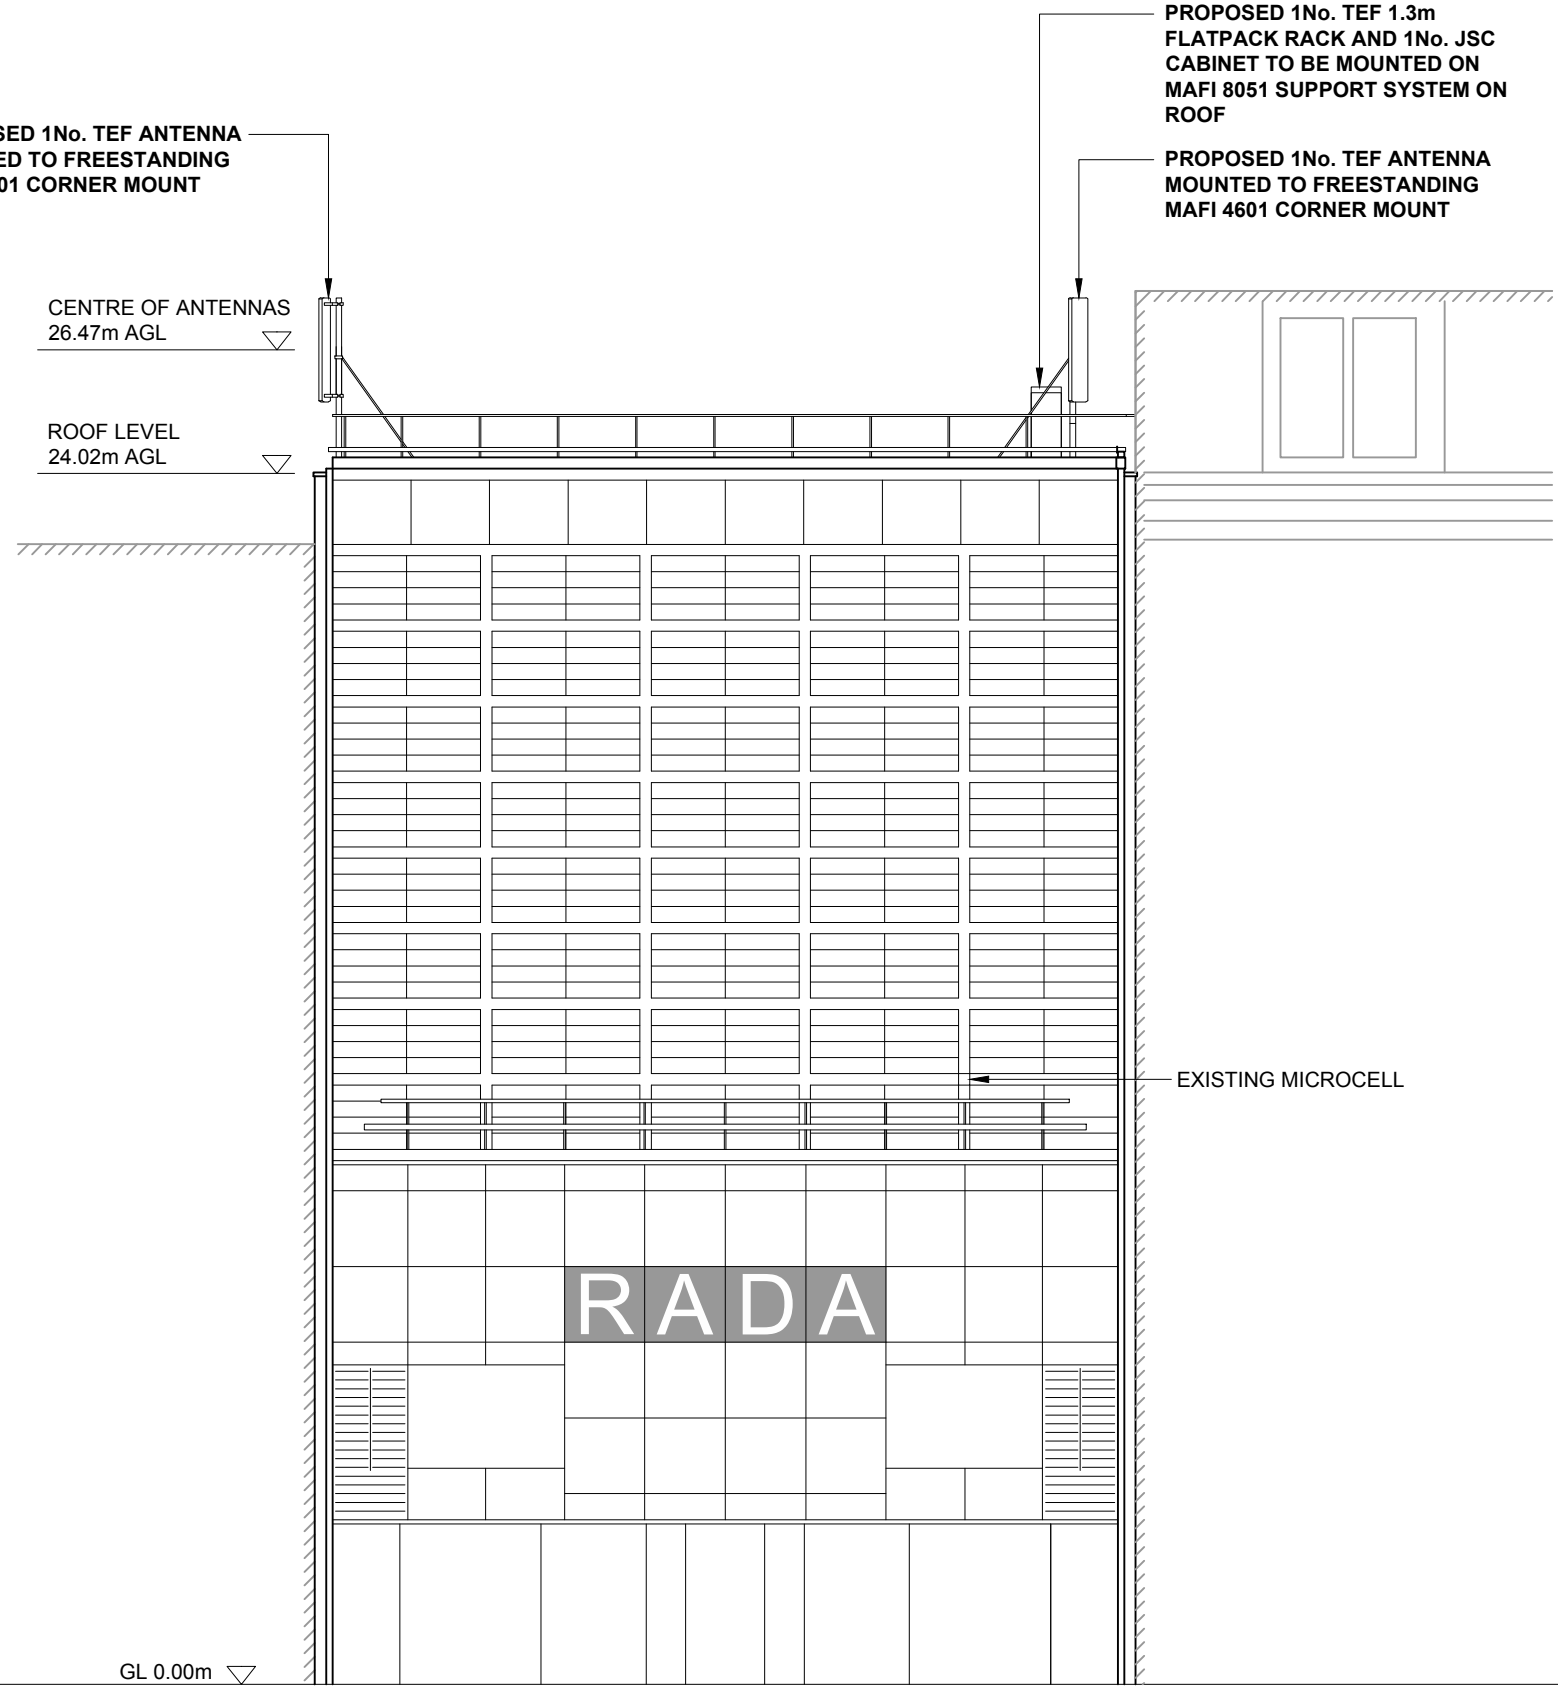 PROPOSED 1No. TEF 1.3m
FLATPACK RACK AND 1No. JSC
CABINET TO BE MOUNTED ON
MAFI 8051 SUPPORT SYSTEM ON
ROOF
SED 1No. TEF ANTENNA
ED TO FREESTANDING
01 CORNER MOUNT
PROPOSED 1No. TEF ANTENNA
MOUNTED TO FREESTANDING
MAFI 4601 CORNER MOUNT
CENTRE OF ANTENNAS
26.47m AGL
ROOF LEVEL
24.02m AGL
EXISTING MICROCELL
RADA
GL 0.00m